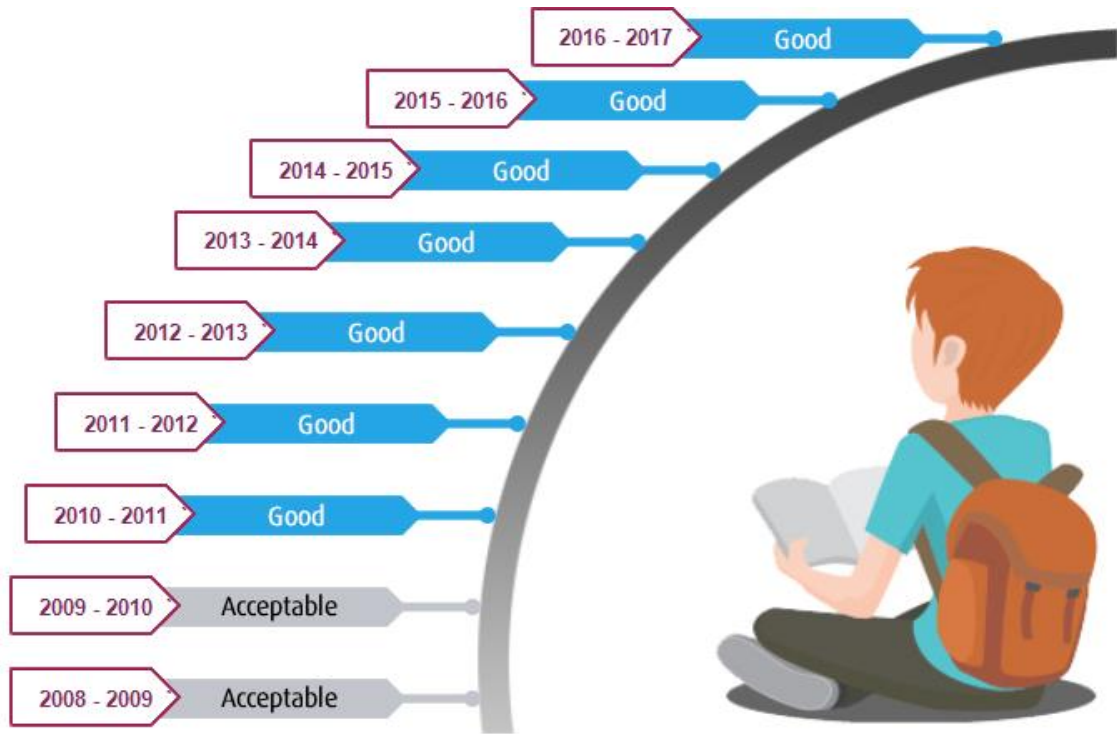 2016 - 2017 Good
2015 - 2016 Good
2014 - 2015 Good
2013 - 2014 Good
2012 - 2013 Good
2011 - 2012 Good
2010 - 2011 Good
2009 - 2010 Acceptable
2008 - 2009 Acceptable